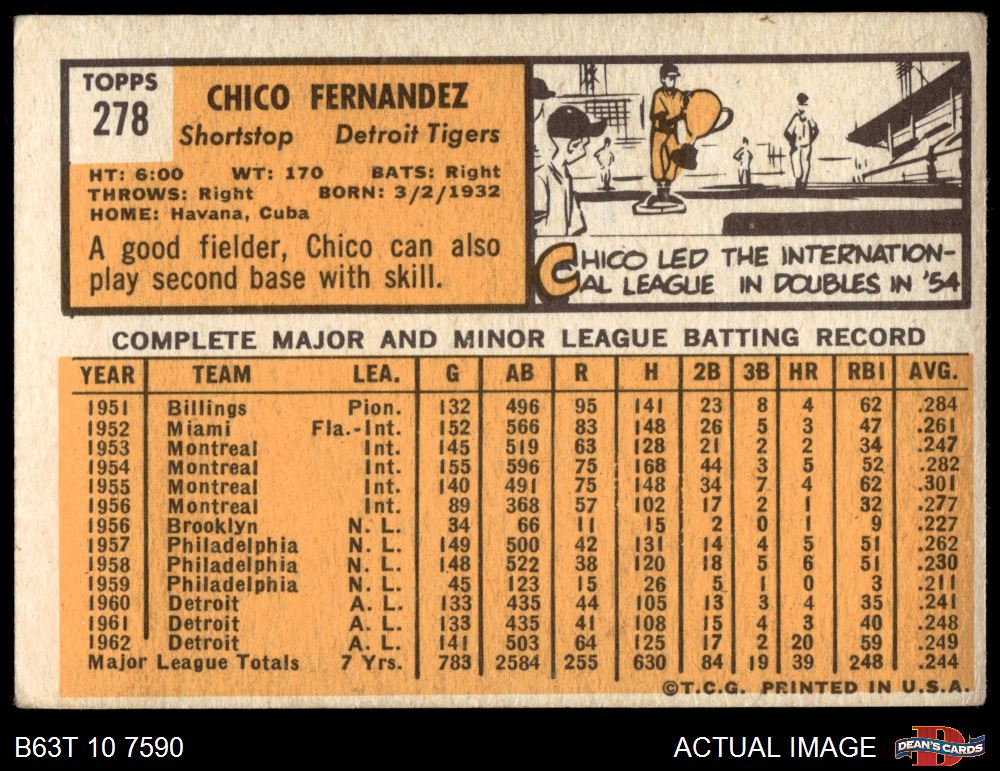 TOPPS
278
CHICO FERNANDEZ
Shortstop Detroit Tigers
HT: 6:00 WT: 170 BATS: Right
THROWS: Right BORN: 3/2/1932
HOME: Havana, Cuba
A good fielder, Chico can also
play second base with skill.
CHICO LED THE INTERNATION-
AL LEAGUE IN DOUBLES IN '54
COMPLETE MAJOR AND MINOR LEAGUE BATTING RECORD
YEAR TEAM LEA. G AB R H 2B 3B HR RBI AVG.
1951 Billings Pion. 132 496 95 141 23 8 4 62 .284
1952 Miami Fla.-Int. 152 566 83 148 26 5 3 47 .261
1953 Montreal Int. 145 519 63 128 21 2 2 34 .247
1954 Montreal Int. 155 596 75 168 44 3 5 52 .282
1955 Montreal Int. 140 491 75 148 34 7 4 62 .301
1956 Montreal Int. 89 368 57 102 17 2 1 32 .277
1956 Brooklyn N. L. 34 66 11 15 2 0 1 9 .227
1957 Philadelphia N. L. 149 500 42 131 14 4 5 51 .262
1958 Philadelphia N. L. 148 522 38 120 18 5 6 51 .230
1959 Philadelphia N. L. 45 123 15 26 5 1 0 3 .211
1960 Detroit A. L. 133 435 44 105 13 3 4 35 .241
1961 Detroit A. L. 133 435 41 108 15 4 3 40 .248
1962 Detroit A. L. 141 503 64 125 17 2 20 59 .249
Major League Totals 7 Yrs. 783 2584 255 630 84 19 39 248 .244
©T.C.G. PRINTED IN U.S.A.
B63T 10 7590 ACTUAL IMAGE DEAN'S CARDS